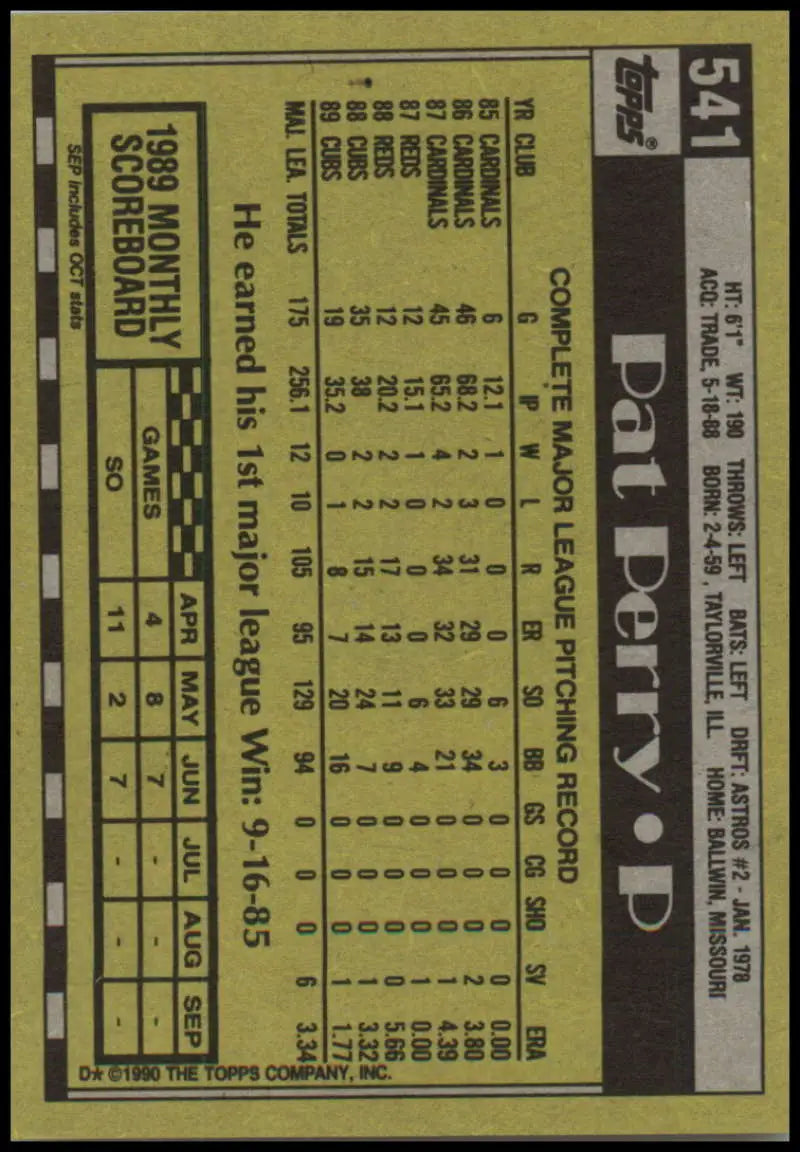 541
topps®
HT: 6'1" WT: 190 THROWS: LEFT BATS: LEFT DRFT: ASTROS #2 - JAN. 1978
ACQ: TRADE, 5-18-88 BORN: 2-4-59 , TAYLORVILLE, ILL. HOME: BALLWIN, MISSOURI
Pat Perry • P
COMPLETE MAJOR LEAGUE PITCHING RECORD
YR CLUB G IP W L R ER SO BB GS CG SHO SV ERA
85 CARDINALS 6 12.1 1 0 0 0 6 3 0 0 0 0 0.00
86 CARDINALS 46 68.2 2 3 31 29 29 34 0 0 0 2 3.80
87 CARDINALS 45 65.2 4 2 34 32 33 21 0 0 0 1 4.39
87 REDS 12 15.1 1 0 0 0 6 4 0 0 0 1 0.00
88 REDS 12 20.2 2 2 17 13 11 9 0 0 0 0 5.66
88 CUBS 35 38 2 2 15 14 24 7 0 0 0 1 3.32
89 CUBS 19 35.2 0 1 8 7 20 16 0 0 0 1 1.77
MAJ. LEA. TOTALS 175 256.1 12 10 105 95 129 94 0 0 0 6 3.34
He earned his 1st major league Win: 9-16-85
1989 MONTHLY
SCOREBOARD
APR MAY JUN JUL AUG SEP
GAMES 4 8 7 - - -
SO 11 2 7 - - -
SEP includes OCT stats
D* ©1990 THE TOPPS COMPANY, INC.